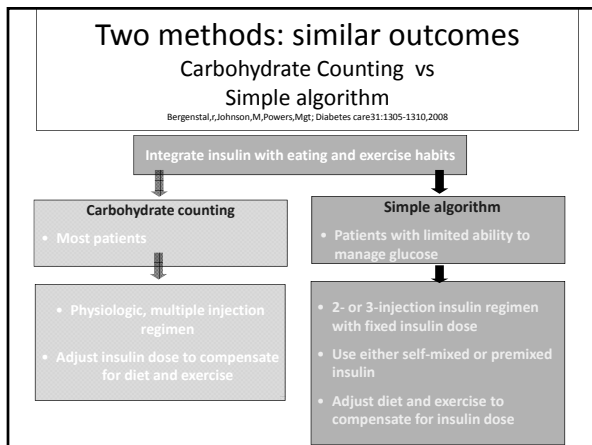 Two methods: similar outcomes
Carbohydrate Counting vs
Simple algorithm
Bergenstal,r,Johnson,M,Powers,Mgt; Diabetes care31:1305-1310,2008
Integrate insulin with eating and exercise habits
Carbohydrate counting
• Most patients
• Physiologic, multiple injection
regimen
• Adjust insulin dose to compensate
for diet and exercise
Simple algorithm
• Patients with limited ability to
manage glucose
• 2- or 3-injection insulin regimen
with fixed insulin dose
• Use either self-mixed or premixed
insulin
• Adjust diet and exercise to
compensate for insulin dose